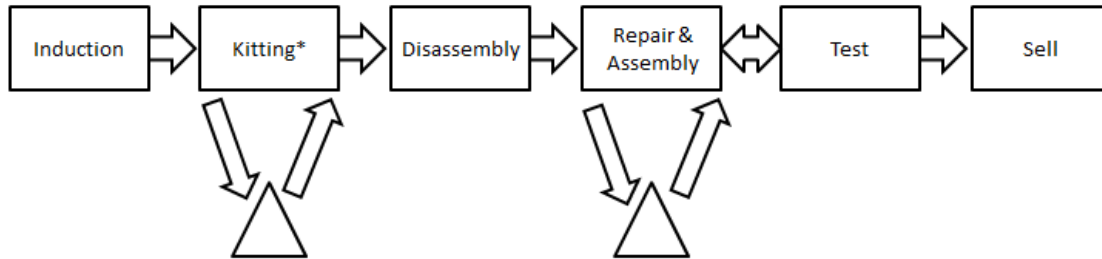 Induction
Kitting*
Disassembly
Repair &
Assembly
Test
Sell